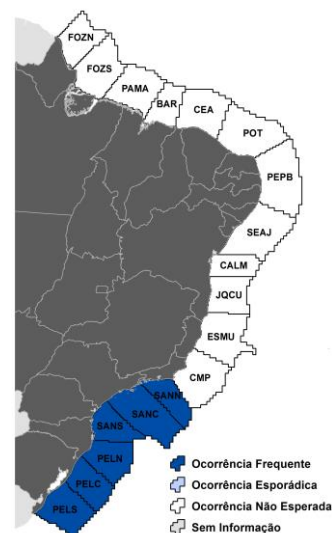 FOZN
FOZS
PAMA
BAR
CEA
POT
PEPB
SEAJ
CALM
JQCU
ESMU
CMP
SANN
SANC
SANS
PELN
PELC
PELS
Ocorrência Frequente
Ocorrência Esporádica
Ocorrência Não Esperada
Sem Informação